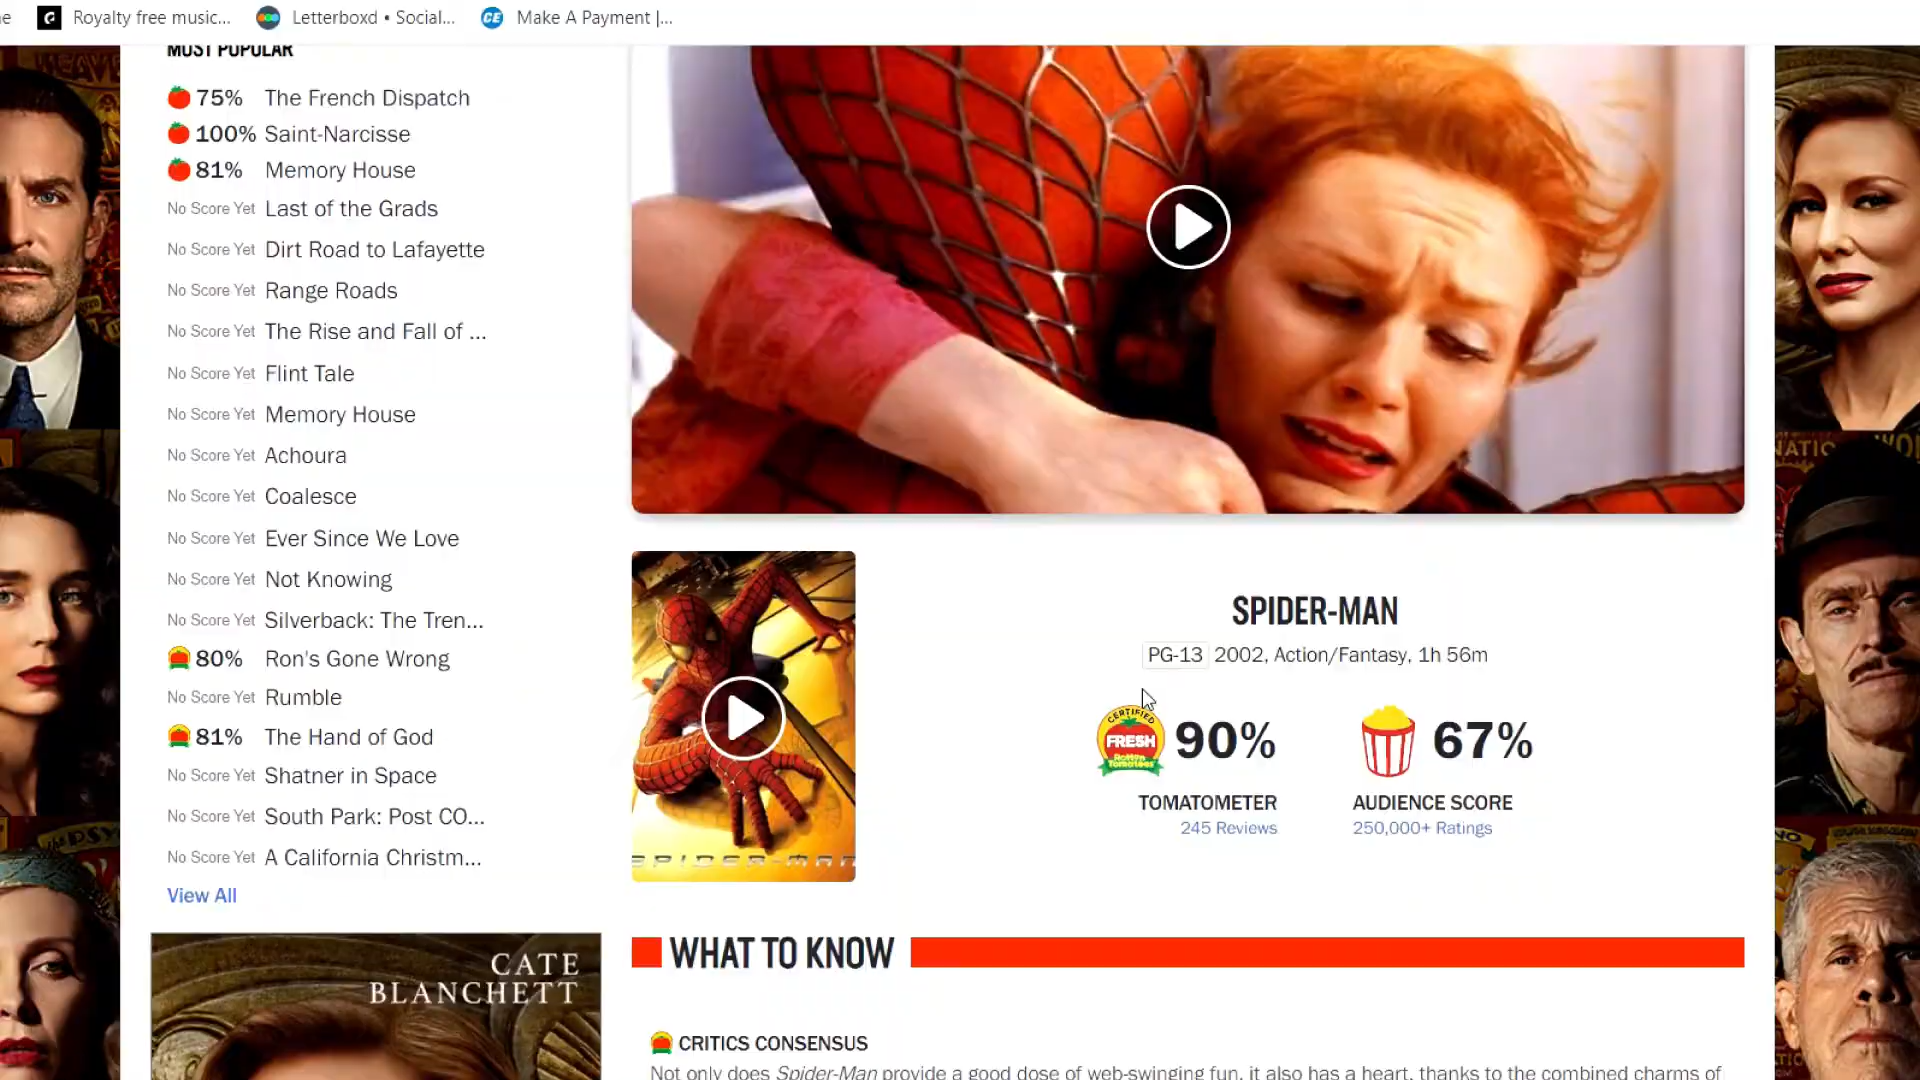 Royalty free music...
Letterboxd • Social...
CE
Make A Payment |...
MOST POPULAR
75% The French Dispatch
100% Saint-Narcisse
81% Memory House
No Score Yet Last of the Grads
No Score Yet Dirt Road to Lafayette
No Score Yet Range Roads
No Score Yet The Rise and Fall of ...
No Score Yet Flint Tale
No Score Yet Memory House
No Score Yet Achoura
No Score Yet Coalesce
No Score Yet Ever Since We Love
No Score Yet Not Knowing
No Score Yet Silverback: The Tren...
80% Ron's Gone Wrong
No Score Yet Rumble
81% The Hand of God
No Score Yet Shatner in Space
No Score Yet South Park: Post CO...
No Score Yet A California Christm...
View All
CATE
BLANCHETT
SPIDER-MAN
SPIDER-MAN
PG-13 2002, Action/Fantasy, 1h 56m
CERTIFIED
FRESH
Rotten
Tomatoes
90%
67%
TOMATOMETER
AUDIENCE SCORE
245 Reviews
250,000+ Ratings
WHAT TO KNOW
CRITICS CONSENSUS
Not only does Spider-Man provide a good dose of web-swinging fun, it also has a heart, thanks to the combined charms of